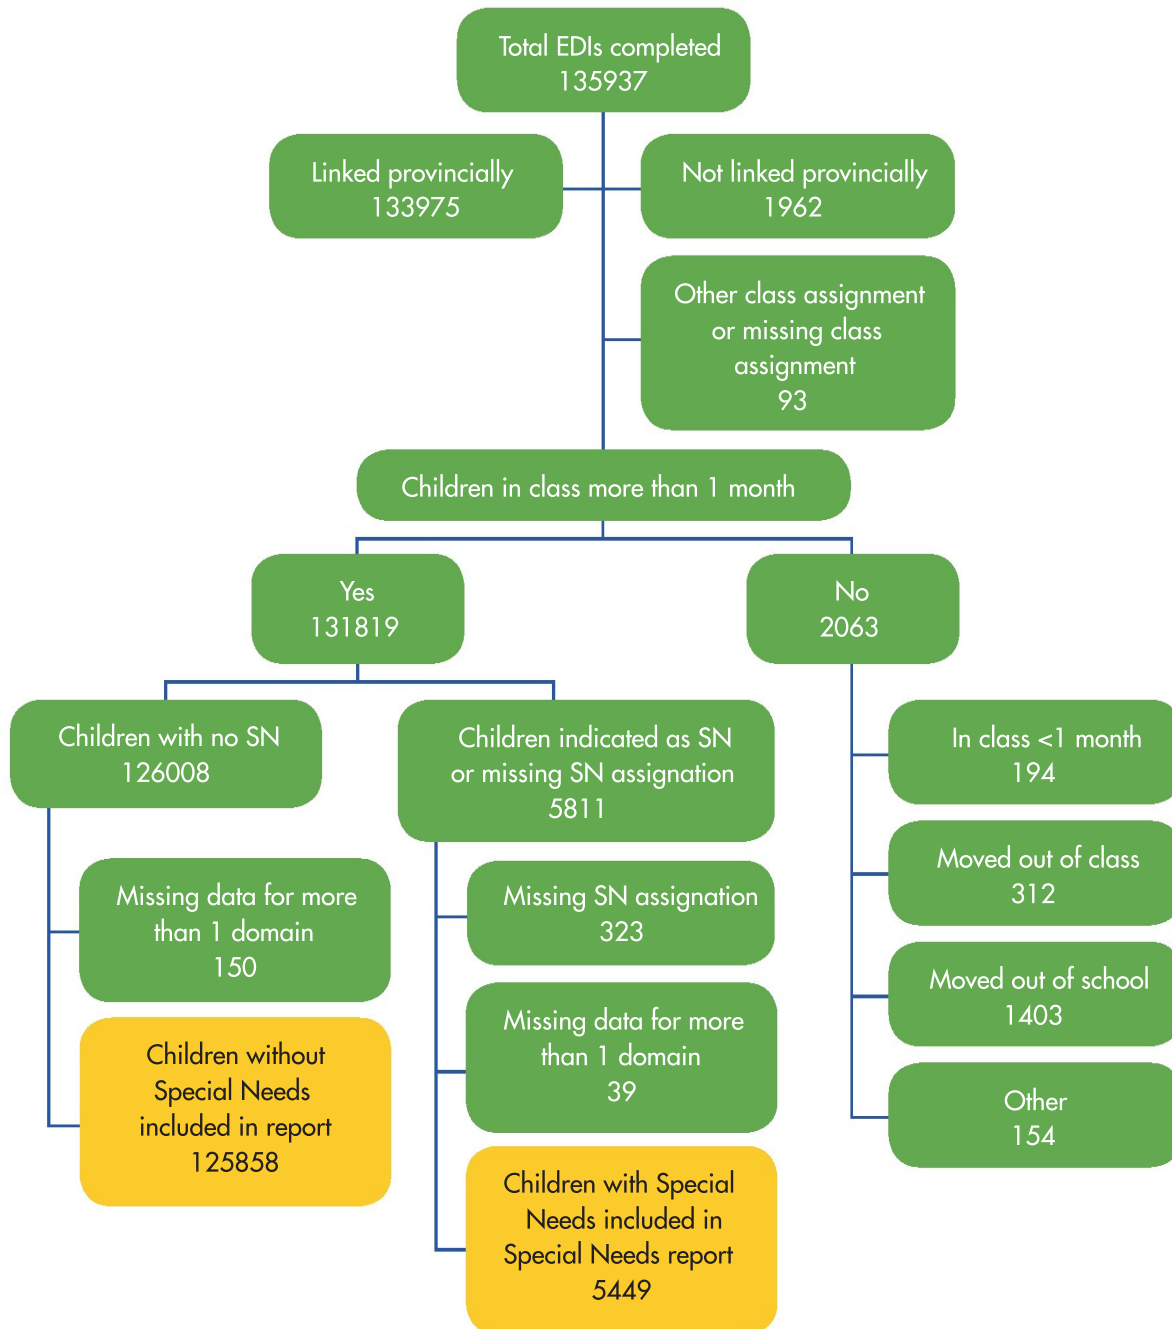 Total EDIs completed
135937
Linked provincially
133975
Not linked provincially
1962
Other class assignment
or missing class
assignment
93
Children in class more than 1 month
Yes
131819
No
2063
Children with no SN
126008
Children indicated as SN
or missing SN assignation
5811
In class <1 month
194
Missing data for more
than 1 domain
150
Missing SN assignation
323
Moved out of class
312
Children without
Special Needs
included in report
125858
Missing data for more
than 1 domain
39
Moved out of school
1403
Children with Special
Needs included in
Special Needs report
5449
Other
154